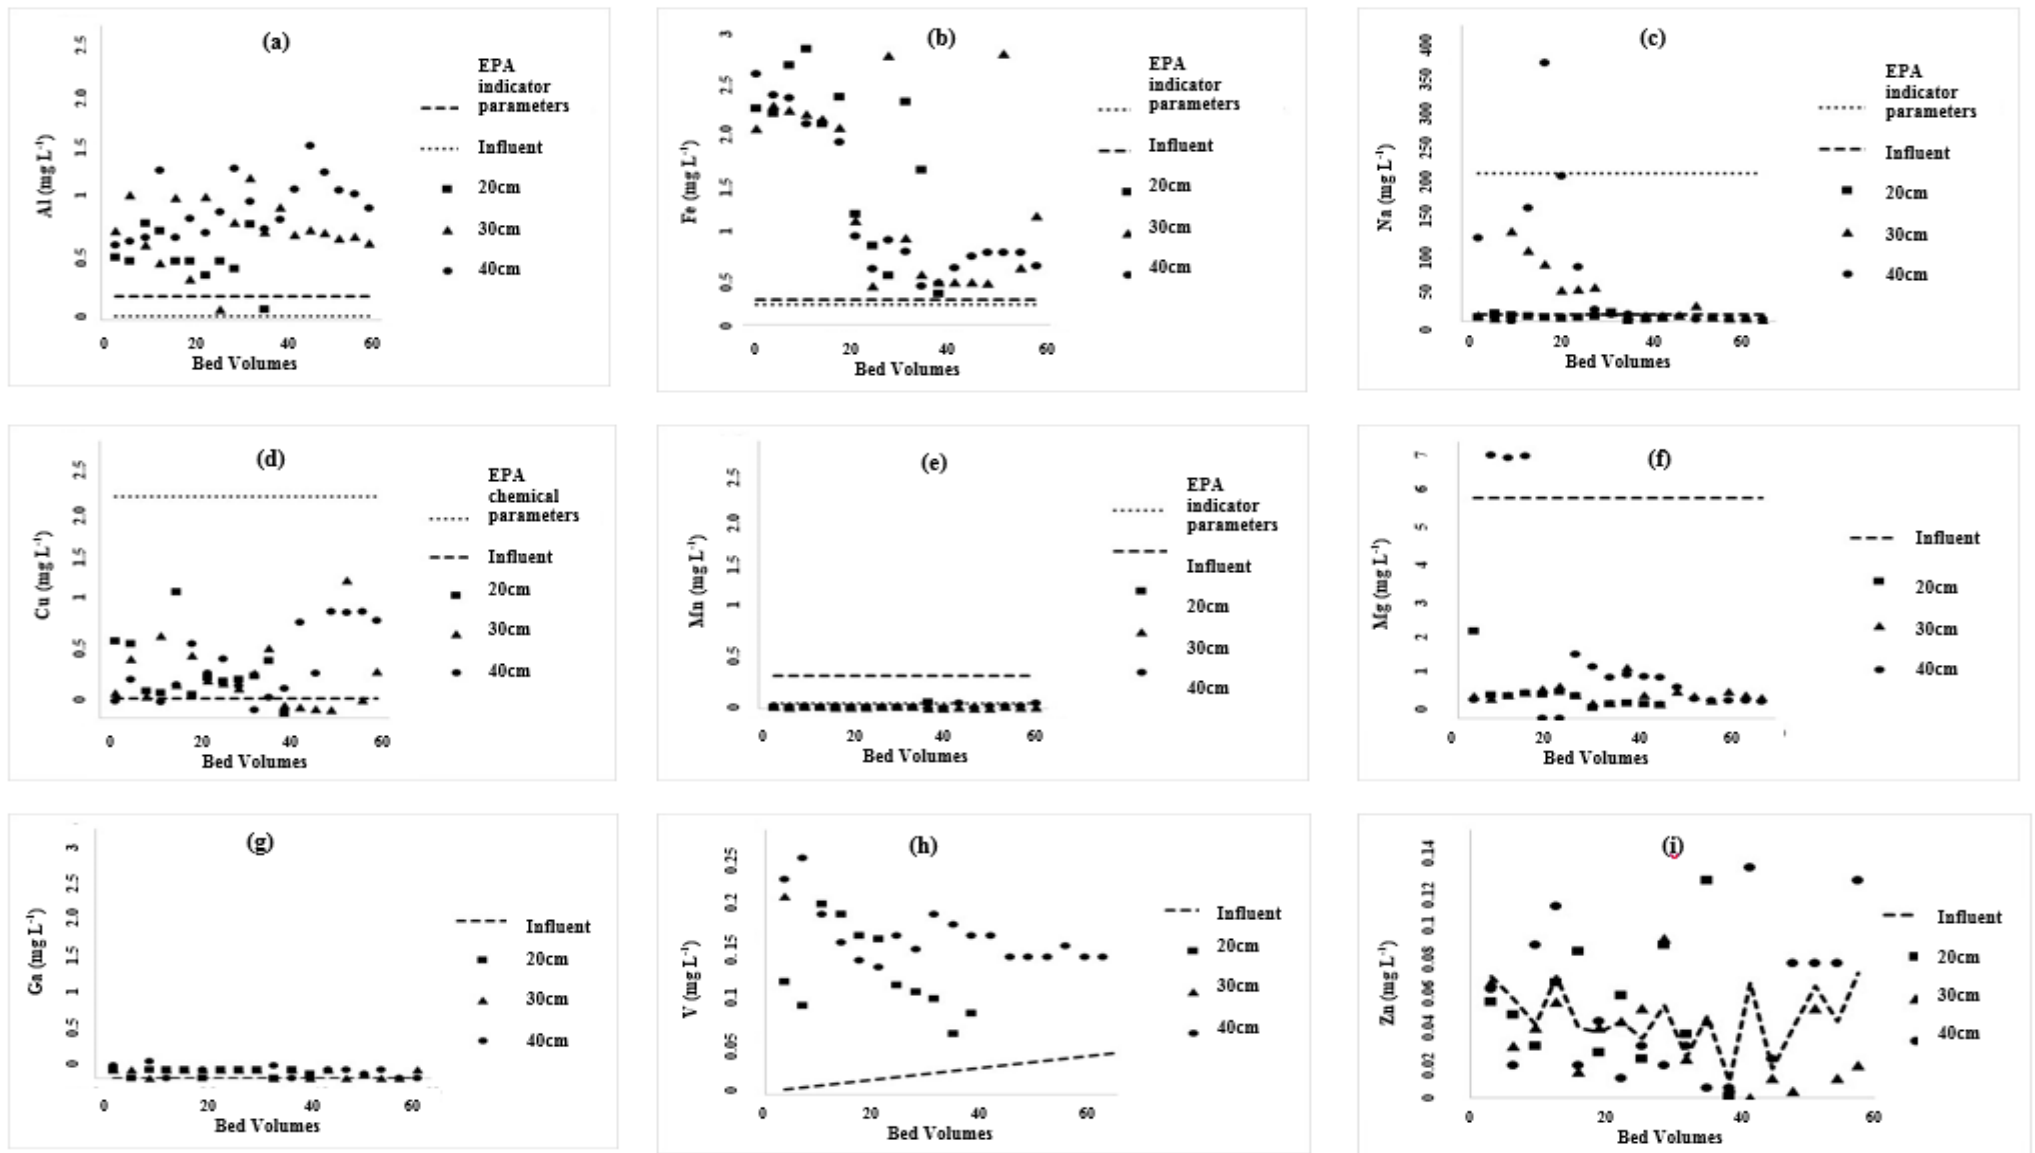 (a)
2.5
2.0
1.5
1
0.5
0
Al (mg L-1)
0 20 40 60
Bed Volumes
EPA
indicator
parameters
Influent
20cm
30cm
40cm
(b)
3
2.5
2.0
1.5
1
0.5
0
Fe (mg L-1)
0 20 40 60
Bed Volumes
EPA
indicator
parameters
Influent
20cm
30cm
40cm
(c)
400
350
300
250
200
150
100
50
0
Na (mg L-1)
0 20 40 60
Bed Volumes
EPA
indicator
parameters
Influent
20cm
30cm
40cm
(d)
2.5
2.0
1.5
1
0.5
0
Cu (mg L-1)
0 20 40 60
Bed Volumes
EPA
chemical
parameters
Influent
20cm
30cm
40cm
(e)
2.5
2.0
1.5
1
0.5
0
Mn (mg L-1)
0 20 40 60
Bed Volumes
EPA
indicator
parameters
Influent
20cm
30cm
40cm
(f)
7
6
5
4
3
2
1
0
Mg (mg L-1)
0 20 40 60
Bed Volumes
Influent
20cm
30cm
40cm
(g)
3
2.5
2.0
1.5
1
0.5
0
Ga (mg L-1)
0 20 40 60
Bed Volumes
Influent
20cm
30cm
40cm
(h)
0.25
0.2
0.15
0.1
0.05
0
V (mg L-1)
0 20 40 60
Bed Volumes
Influent
20cm
30cm
40cm
(i)
0.14
0.12
0.1
0.08
0.06
0.04
0.02
0
Zn (mg L-1)
0 20 40 60
Bed Volumes
Influent
20cm
30cm
40cm